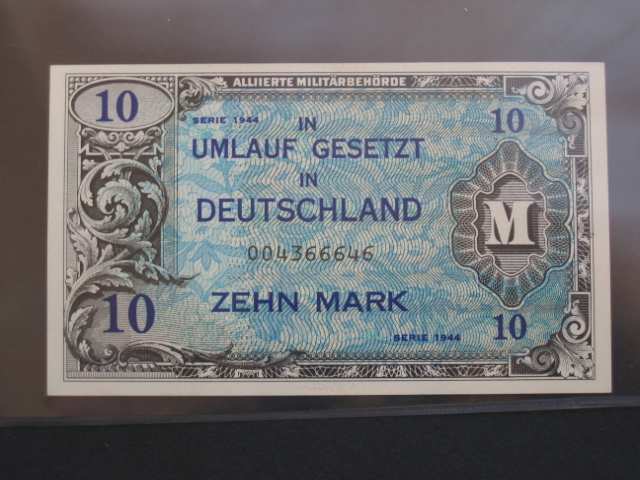 ALLIIERTE MILITÄRBEHÖRDE
10
SERIE 1944
IN
10
UMLAUF GESETZT
IN
DEUTSCHLAND
M
004366646
10
ZEHN MARK
10
SERIE 1944